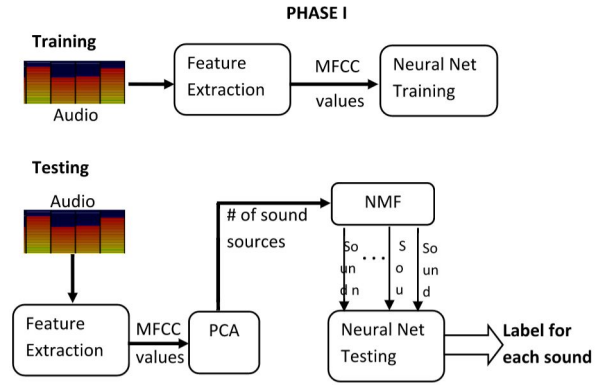 PHASE I
Training
Audio
Feature
Extraction
MFCC
values
Neural Net
Training
Testing
Audio
Feature
Extraction
MFCC
values
PCA
# of sound
sources
NMF
So
un
d n
...
S
o
u
So
un
d
Neural Net
Testing
Label for
each sound